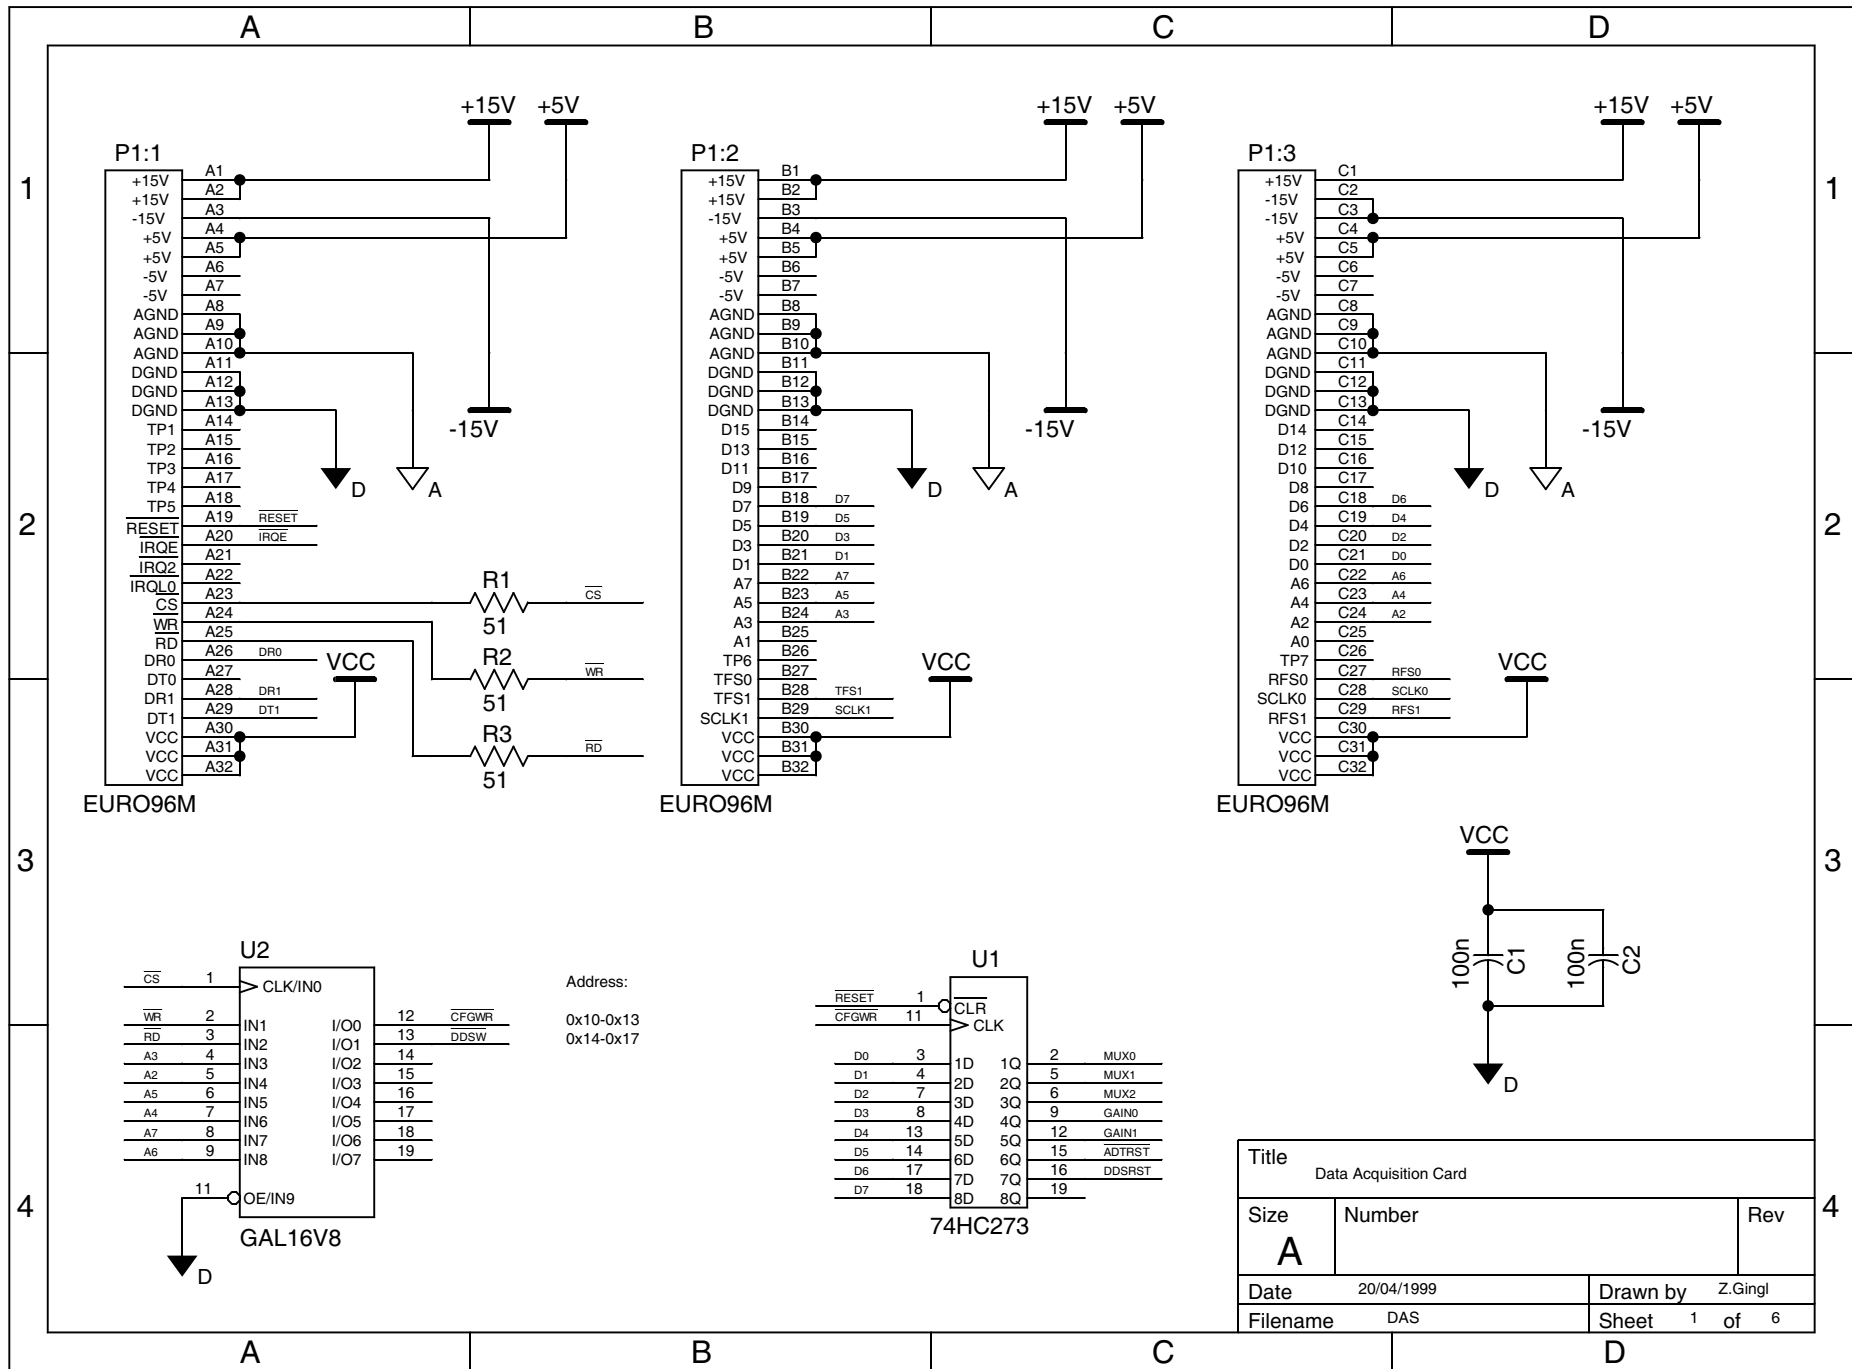 A B C D
+15V +5V +15V +5V +15V +5V
P1:1 P1:2 P1:3
1 1
+15V A1
+15V A2
-15V A3
+5V A4
+5V A5
-5V A6
-5V A7
AGND A8
AGND A9
AGND A10
DGND A11
DGND A12
DGND A13
TP1 A14
TP2 A15
TP3 A16
TP4 A17
TP5 A18
RESET A19 RESET
IRQE A20 IRQE
IRQ2 A21
IRQL0 A22
CS A23
WR A24
RD A25
DR0 A26 DR0
DT0 A27
DR1 A28 DR1
DT1 A29 DT1
VCC A30
VCC A31
VCC A32
EURO96M
-15V
D A
VCC
R1
51
CS
R2
51
WR
R3
51
RD
+15V B1
+15V B2
-15V B3
+5V B4
+5V B5
-5V B6
-5V B7
AGND B8
AGND B9
AGND B10
DGND B11
DGND B12
DGND B13
D15 B14
D13 B15
D11 B16
D9 B17
D7 B18 D7
D5 B19 D5
D3 B20 D3
D1 B21 D1
A7 B22 A7
A5 B23 A5
A3 B24 A3
A1 B25
TP6 B26
TFS0 B27
TFS1 B28 TFS1
SCLK1 B29 SCLK1
VCC B30
VCC B31
VCC B32
EURO96M
-15V
D A
VCC
+15V C1
-15V C2
-15V C3
+5V C4
+5V C5
-5V C6
-5V C7
AGND C8
AGND C9
AGND C10
DGND C11
DGND C12
DGND C13
D14 C14
D12 C15
D10 C16
D8 C17
D6 C18 D6
D4 C19 D4
D2 C20 D2
D0 C21 D0
A6 C22 A6
A4 C23 A4
A2 C24 A2
A0 C25
TP7 C26
RFS0 C27 RFS0
SCLK0 C28 SCLK0
RFS1 C29 RFS1
VCC C30
VCC C31
VCC C32
EURO96M
-15V
D A
VCC
2 2
3 3
VCC
100n C1 100n C2
D
U2
CS 1 CLK/IN0
WR 2 IN1 I/O0 12 CFGWR
RD 3 IN2 I/O1 13 DDSW
A3 4 IN3 I/O2 14
A2 5 IN4 I/O3 15
A5 6 IN5 I/O4 16
A4 7 IN6 I/O5 17
A7 8 IN7 I/O6 18
A6 9 IN8 I/O7 19
11 OE/IN9
GAL16V8
D
Address:
0x10-0x13
0x14-0x17
U1
RESET 1 CLR
CFGWR 11 CLK
D0 3 1D 1Q 2 MUX0
D1 4 2D 2Q 5 MUX1
D2 7 3D 3Q 6 MUX2
D3 8 4D 4Q 9 GAIN0
D4 13 5D 5Q 12 GAIN1
D5 14 6D 6Q 15 ADTRST
D6 17 7D 7Q 16 DDSRST
D7 18 8D 8Q 19
74HC273
4 4
Title
Data Acquisition Card
Size Number Rev
A
Date 20/04/1999 Drawn by Z.Gingl
Filename DAS Sheet 1 of 6
A B C D